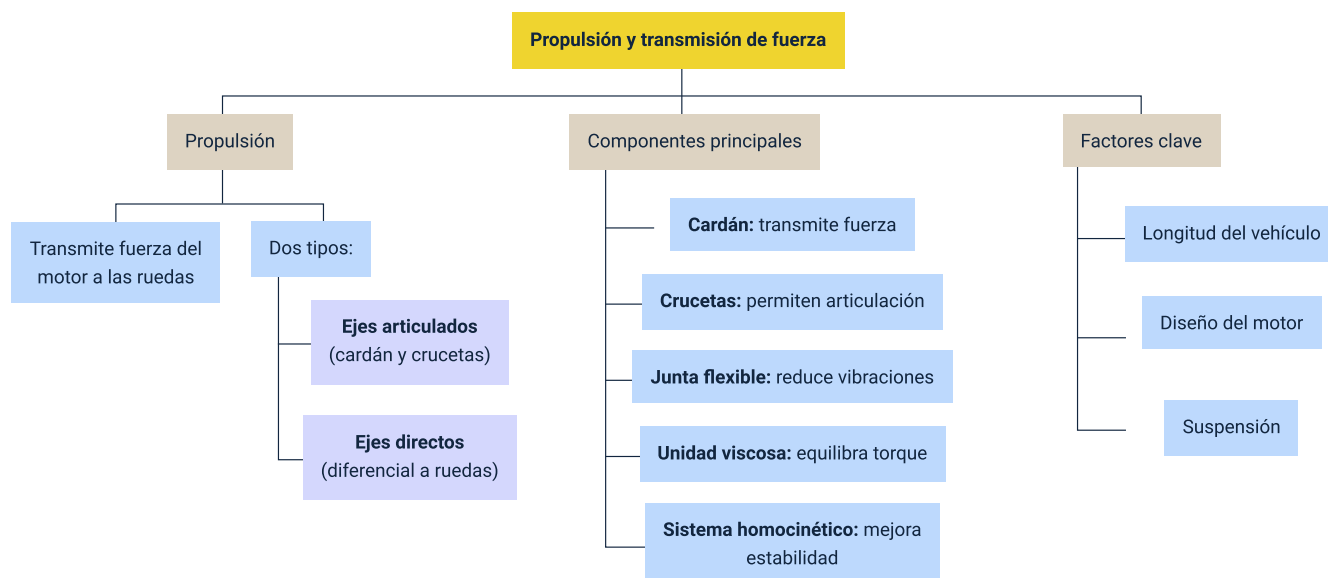 Propulsión y transmisión de fuerza
Propulsión
Transmite fuerza del
motor a las ruedas
Dos tipos:
Ejes articulados
(cardán y crucetas)
Ejes directos
(diferencial a ruedas)
Componentes principales
Cardán: transmite fuerza
Crucetas: permiten articulación
Junta flexible: reduce vibraciones
Unidad viscosa: equilibra torque
Sistema homocinético: mejora
estabilidad
Factores clave
Longitud del vehículo
Diseño del motor
Suspensión